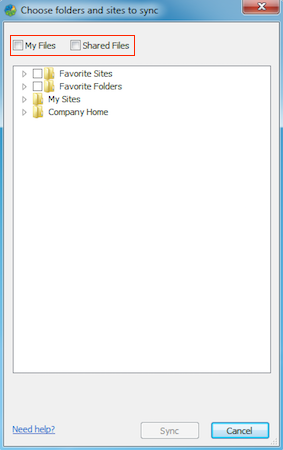 Choose folders and sites to sync
My Files Shared Files
Favorite Sites
Favorite Folders
My Sites
Company Home
Need help? Sync Cancel